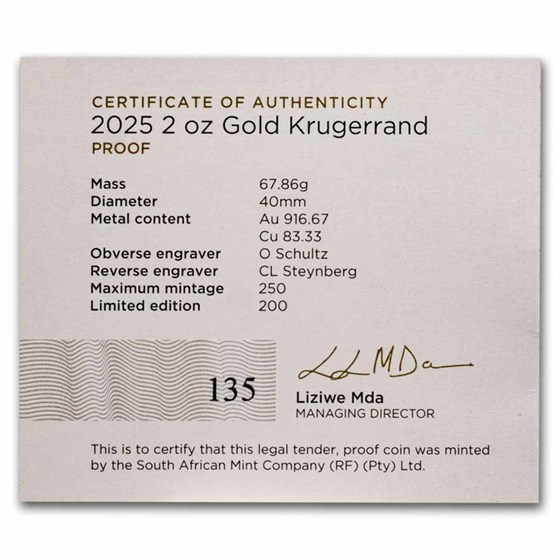 CERTIFICATE OF AUTHENTICITY
2025 2 oz Gold Krugerrand
PROOF
Mass 67.86g
Diameter 40mm
Metal content Au 916.67
Cu 83.33
Obverse engraver O Schultz
Reverse engraver CL Steynberg
Maximum mintage 250
Limited edition 200
135
Liziwe Mda
MANAGING DIRECTOR
This is to certify that this legal tender, proof coin was minted
by the South African Mint Company (RF) (Pty) Ltd.